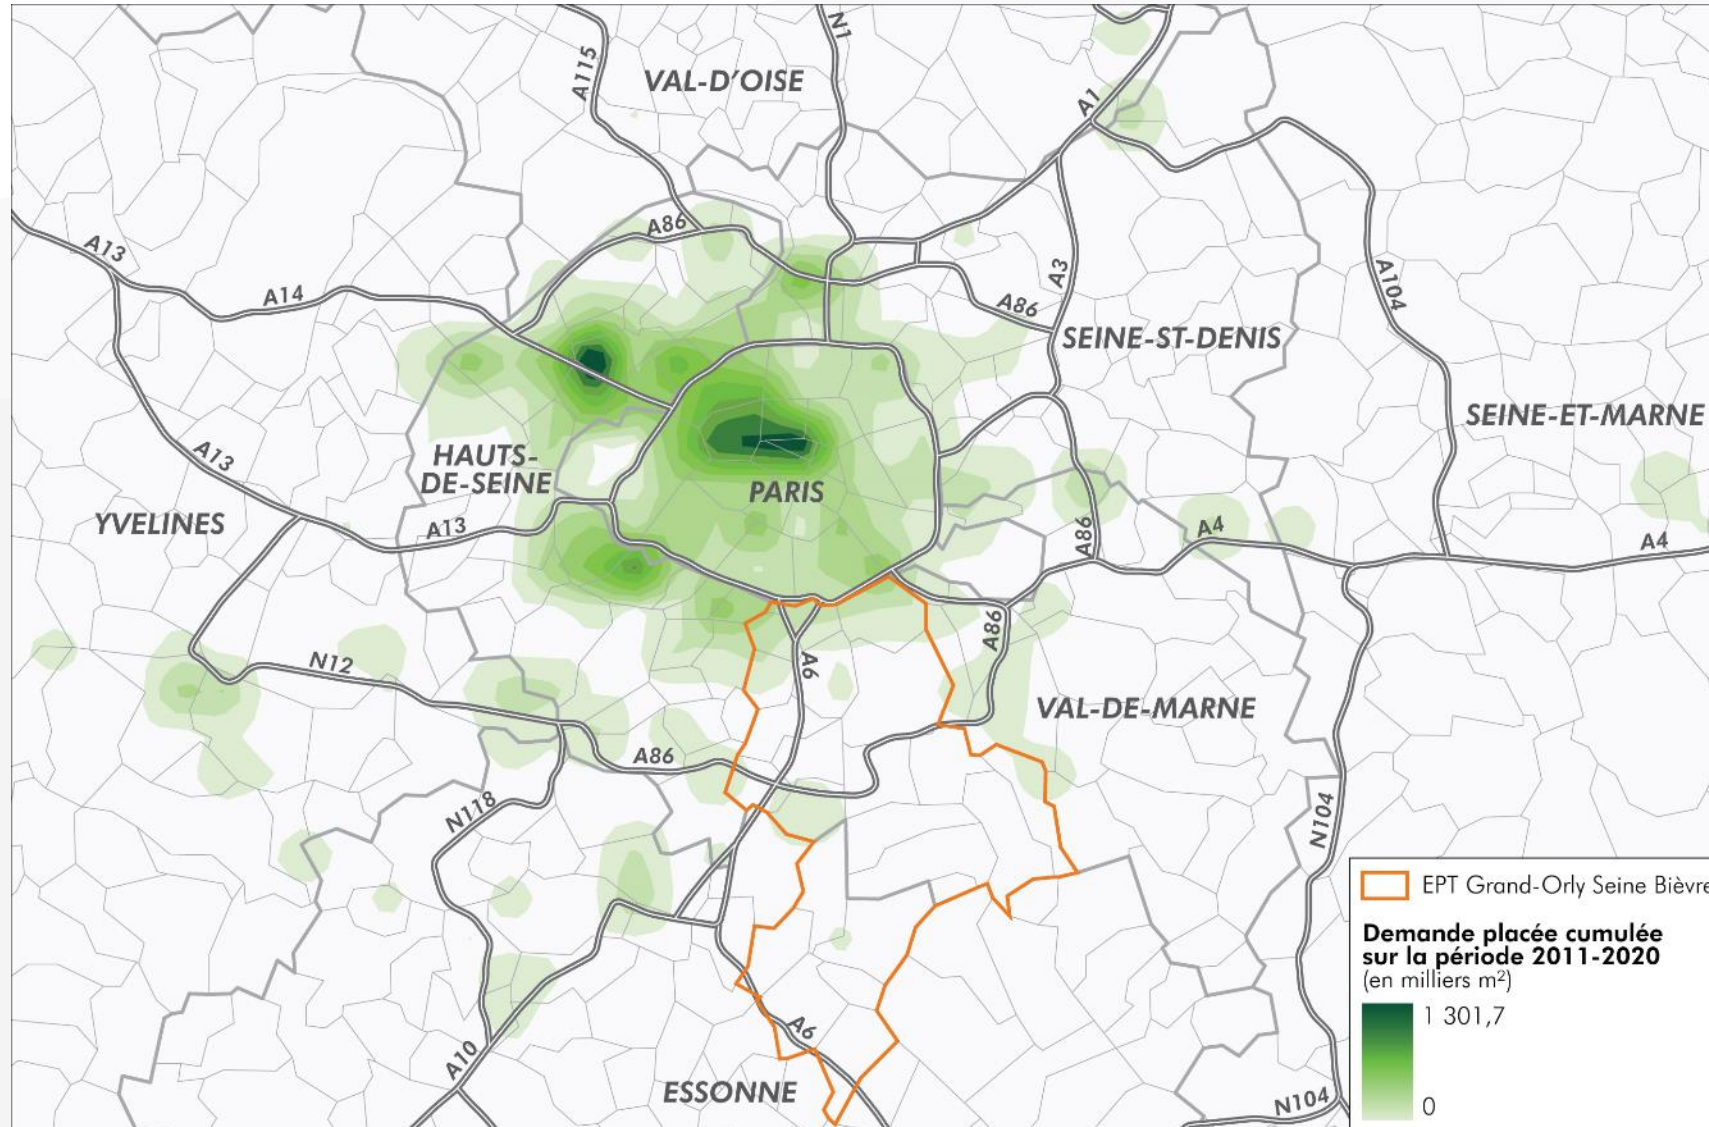 N1
A115
VAL-D'OISE
A1
A86
A13
A14
A3
A104
A86
SEINE-ST-DENIS
SEINE-ET-MARNE
HAUTS-
DE-SEINE
A13
PARIS
YVELINES
A13
A86
A4
A4
N12
A6
A86
VAL-DE-MARNE
A86
N118
N104
A6
A10
ESSONNE
N104
EPT Grand-Orly Seine Bièvre
Demande placée cumulée
sur la période 2011-2020
(en milliers m²)
1 301,7
0